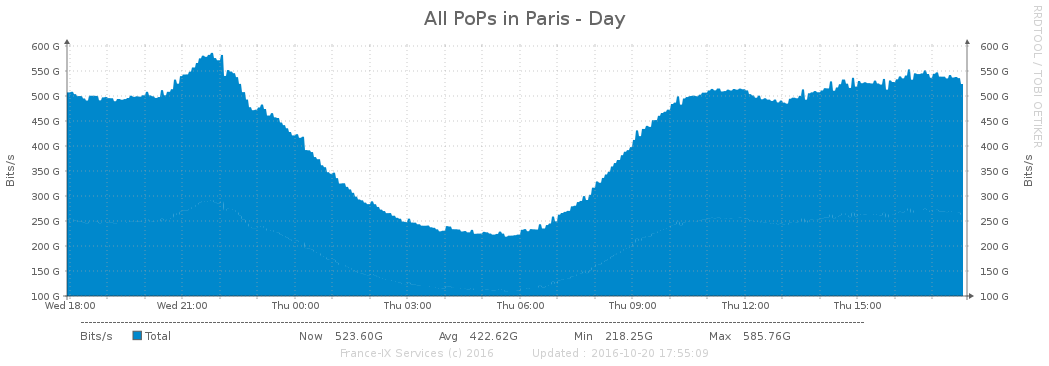 All PoPs in Paris - Day
RRDTOOL / TOBI OETIKER
Bits/s
600 G
550 G
500 G
450 G
400 G
350 G
300 G
250 G
200 G
150 G
100 G
600 G
550 G
500 G
450 G
400 G
350 G
300 G
250 G
200 G
150 G
100 G
Bits/s
Wed 18:00 Wed 21:00 Thu 00:00 Thu 03:00 Thu 06:00 Thu 09:00 Thu 12:00 Thu 15:00
Bits/s Total Now 523.60G Avg 422.62G Min 218.25G Max 585.76G
France-IX Services (c) 2016 Updated : 2016-10-20 17:55:09